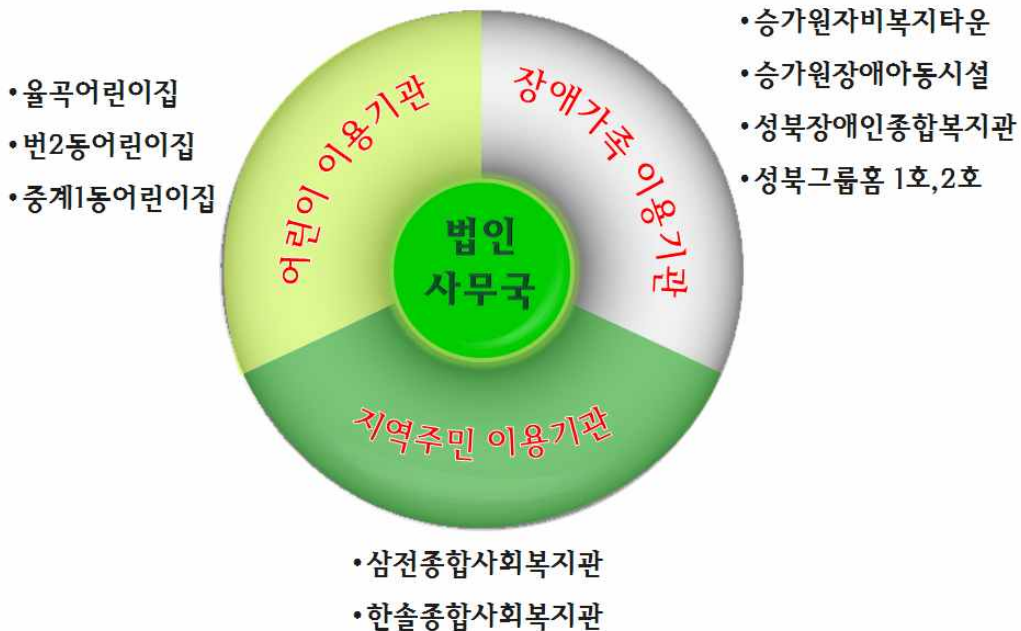 •율곡어린이집
•번2동어린이집
•중계1동어린이집
어린이 이용기관
장애가족 이용기관
•승가원자비복지타운
•승가원장애아동시설
•성북장애인종합복지관
•성북그룹홈 1호,2호
법인
사무국
지역주민 이용기관
•삼전종합사회복지관
•한솔종합사회복지관